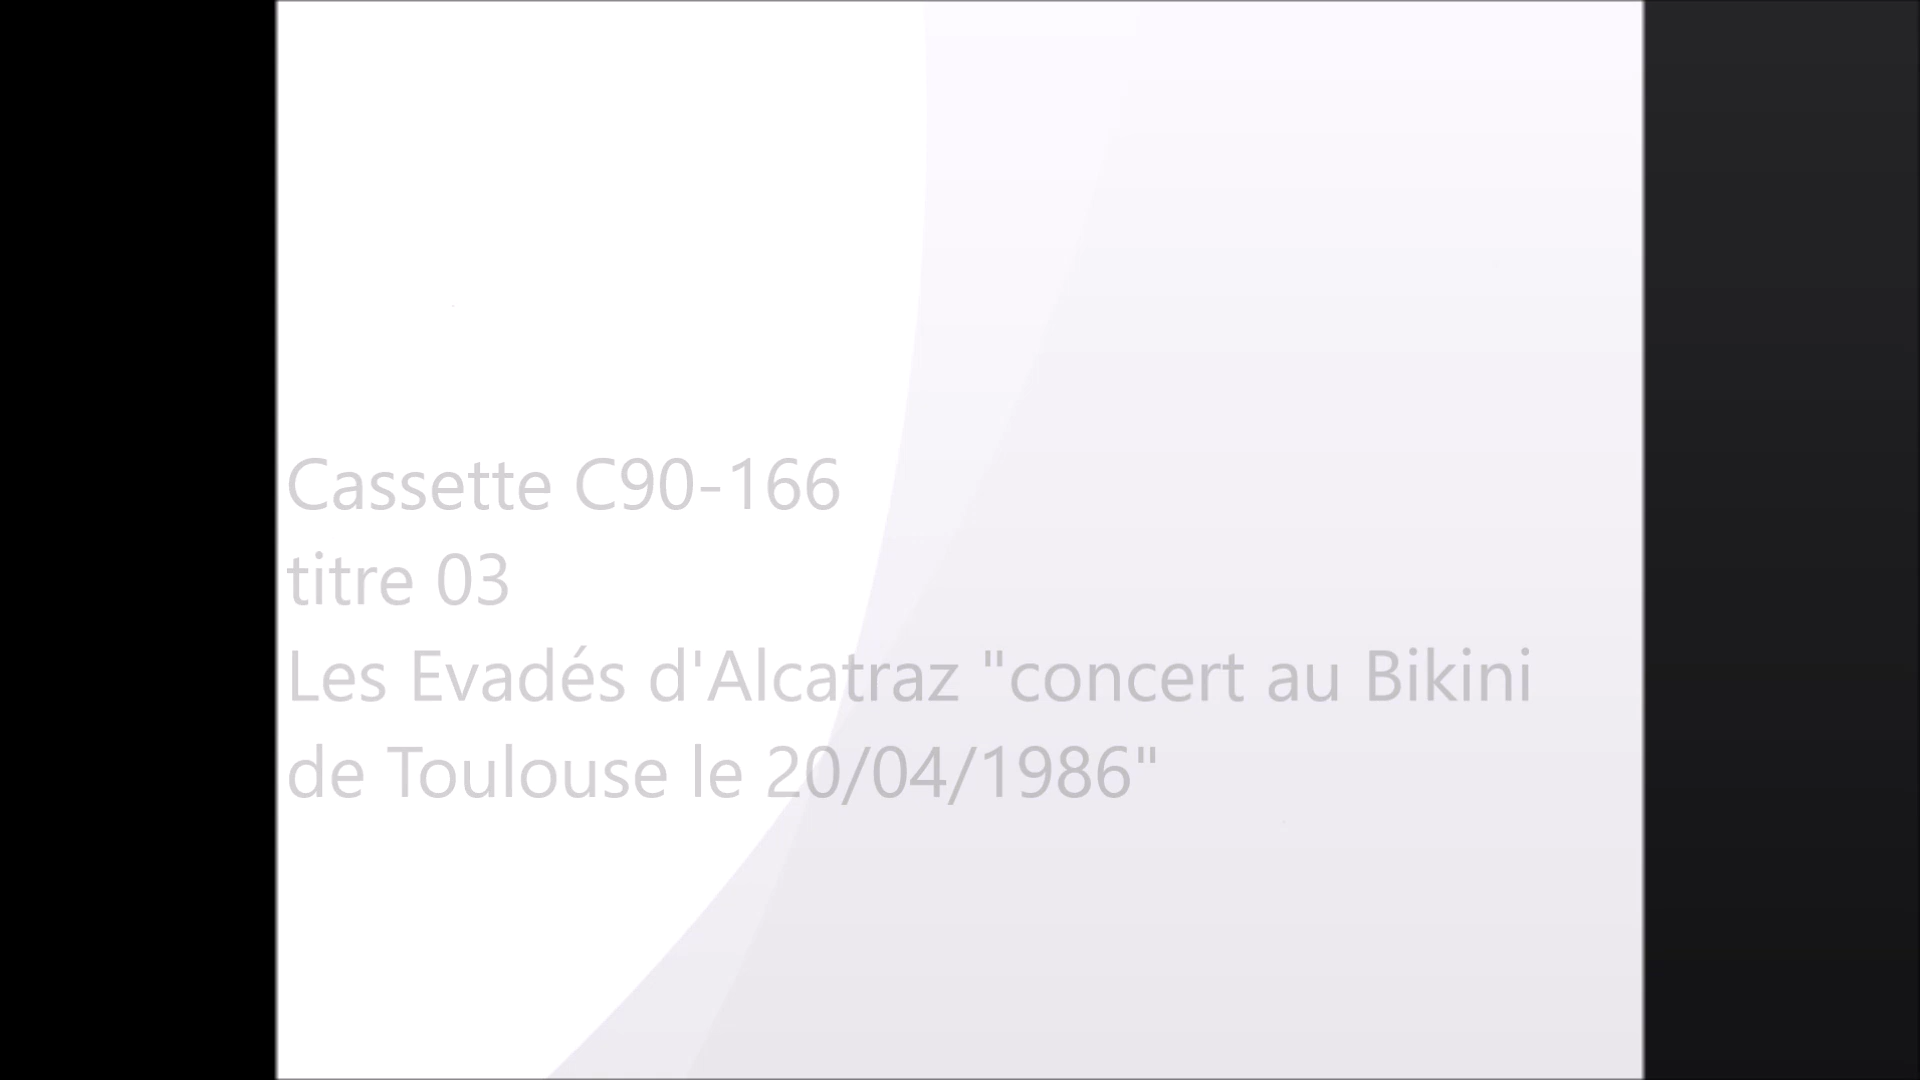 Cassette C90-166
titre 03
Les Evadés d'Alcatraz "concert au Bikini
de Toulouse le 20/04/1986"